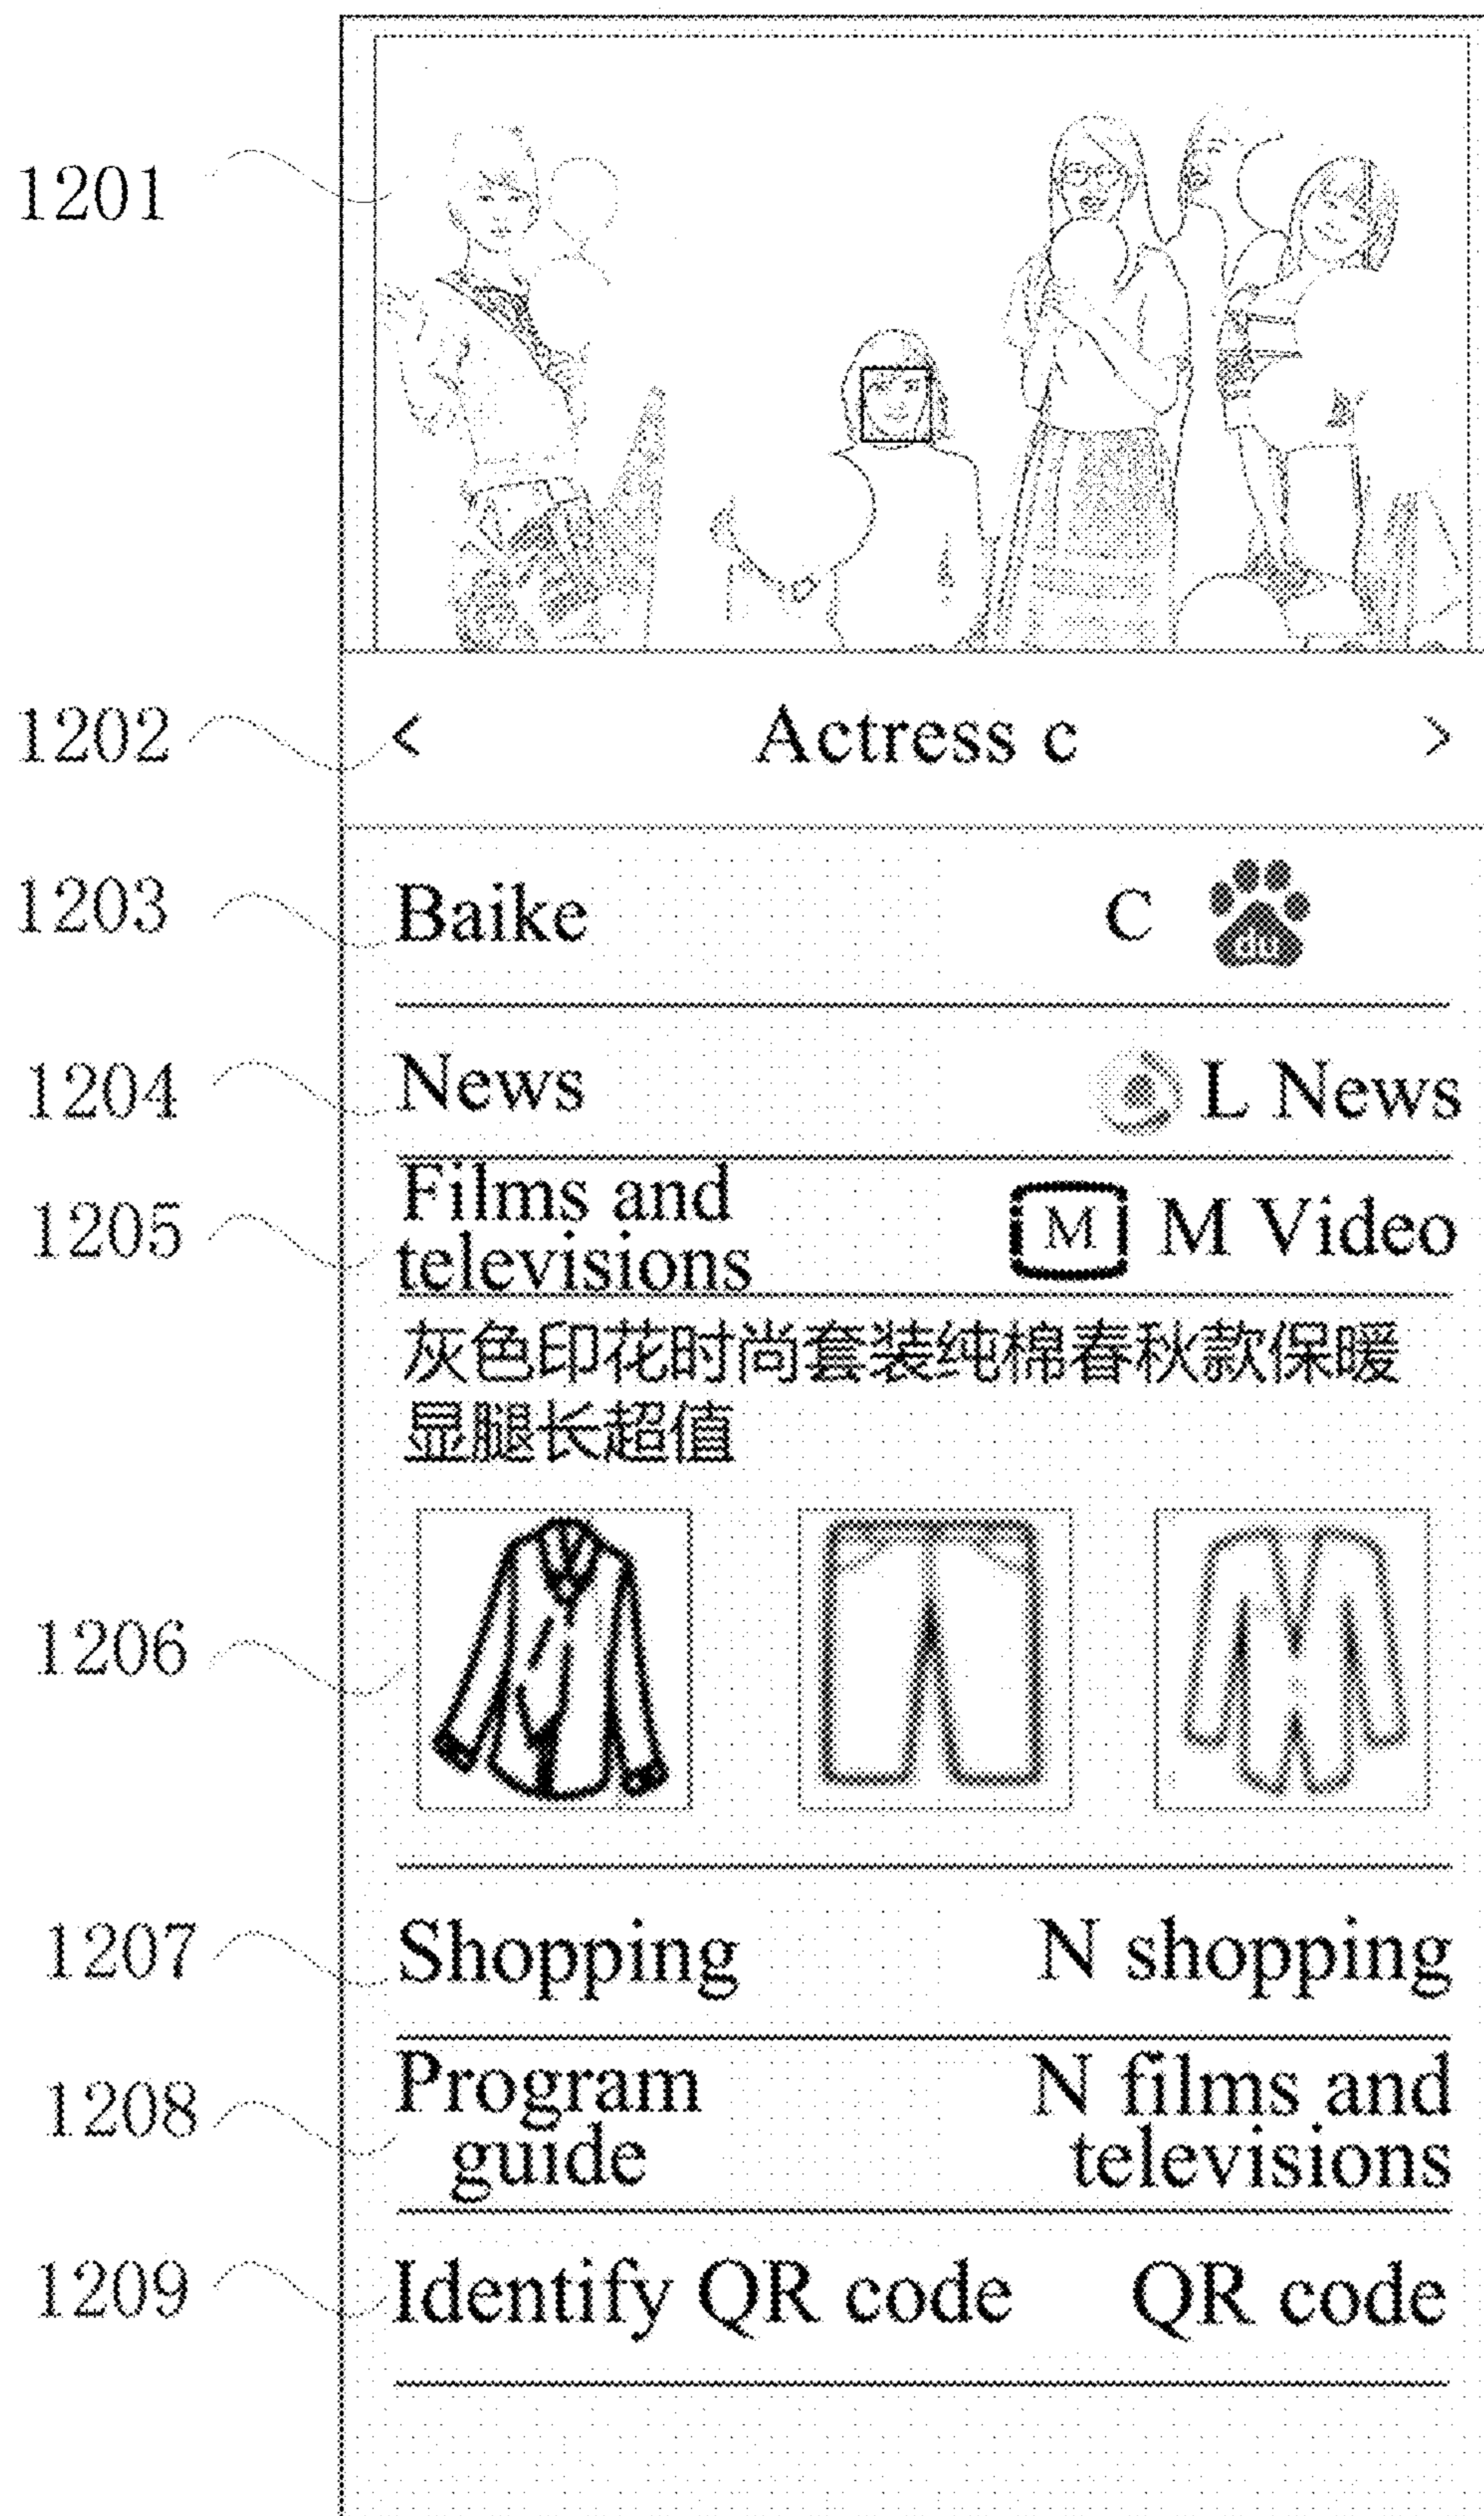 1201
1202 < Actress c >
1203 Baike C du
1204 News L News
1205 Films and televisions M M Video
灰色印花时尚套装纯棉春秋款保暖
显腿长超值
1206
1207 Shopping N shopping
1208 Program guide N films and televisions
1209 Identify QR code QR code